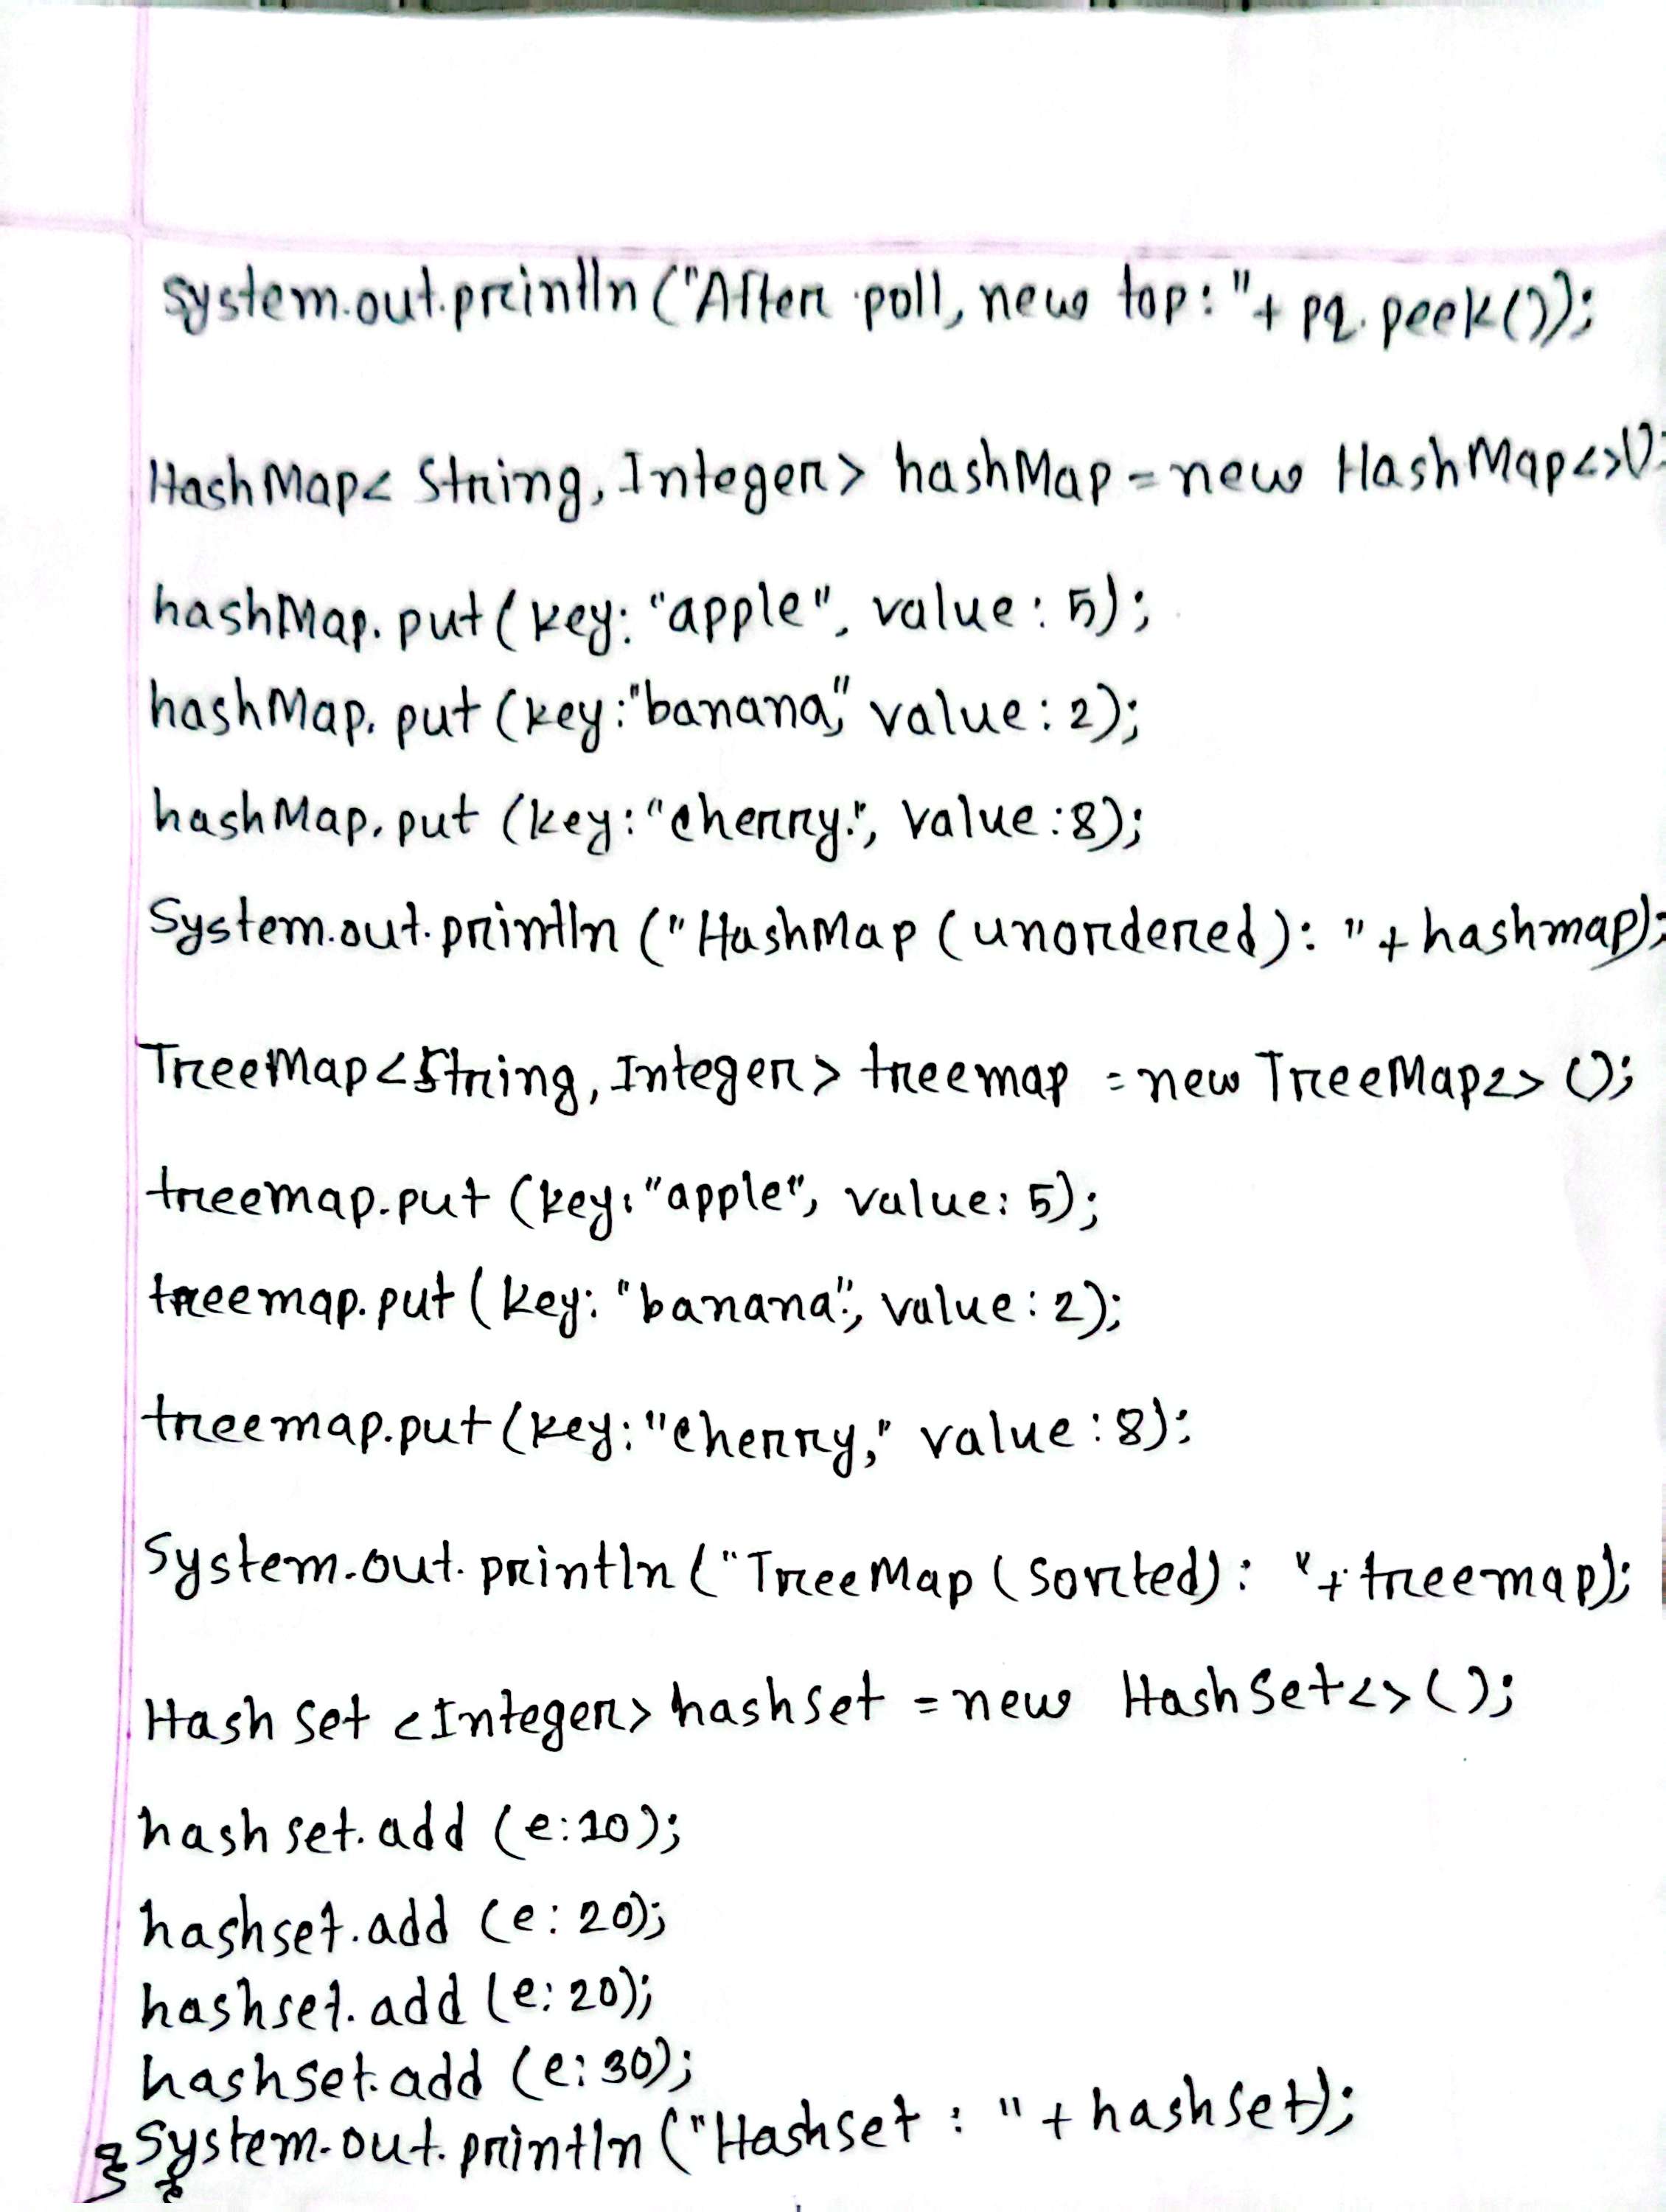 System.out.println("After poll, new top: "+ pq.peek());
HashMap< String, Integer> hashMap = new HashMap<>();
hashMap.put(key: "apple", value: 5);
hashMap.put(key:"banana," value: 2);
hashMap.put (key: "cherry", value:8);
System.out.println ("HashMap (unordered): "+ hashmap);
TreeMap<String, Integer> treemap = new TreeMap<> ();
treemap.put (key: "apple", value: 5);
treemap.put (key: "banana", value: 2);
treemap.put (key: "cherry," value :8);
System.out.println ("TreeMap (sorted): "+ treemap);
Hash Set <Integer> hashset = new HashSet<> ();
hashset.add (e:10);
hashset.add (e: 20);
hashset.add (e: 20);
hashset.add (e: 30);
System.out.println ("Hashset : " + hashset);
}
}